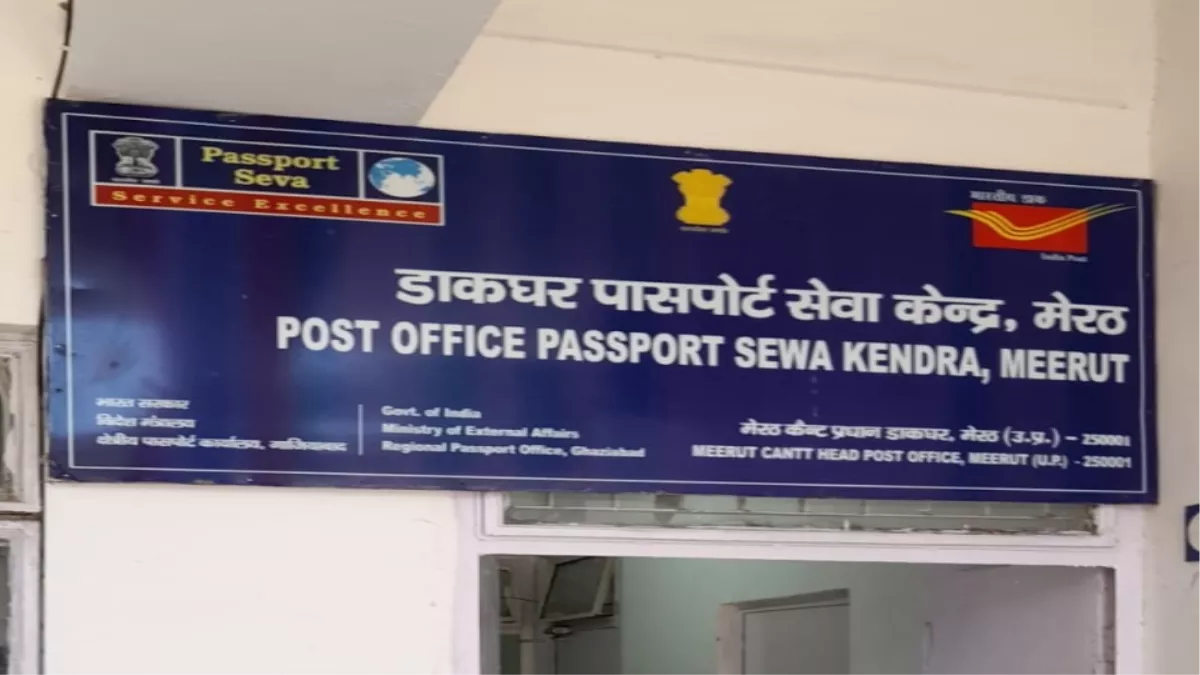 Passport
Seva
Service Excellence
भारतीय डाक
India Post
डाकघर पासपोर्ट सेवा केन्द्र, मेरठ
POST OFFICE PASSPORT SEWA KENDRA, MEERUT
भारत सरकार
विदेश मंत्रालय
क्षेत्रीय पासपोर्ट कार्यालय, गाजियाबाद
Govt. of India
Ministry of External Affairs
Regional Passport Office, Ghaziabad
मेरठ कैन्ट प्रधान डाकघर, मेरठ (उ.प्र.) - 250001
MEERUT CANTT HEAD POST OFFICE, MEERUT (U.P.) - 250001